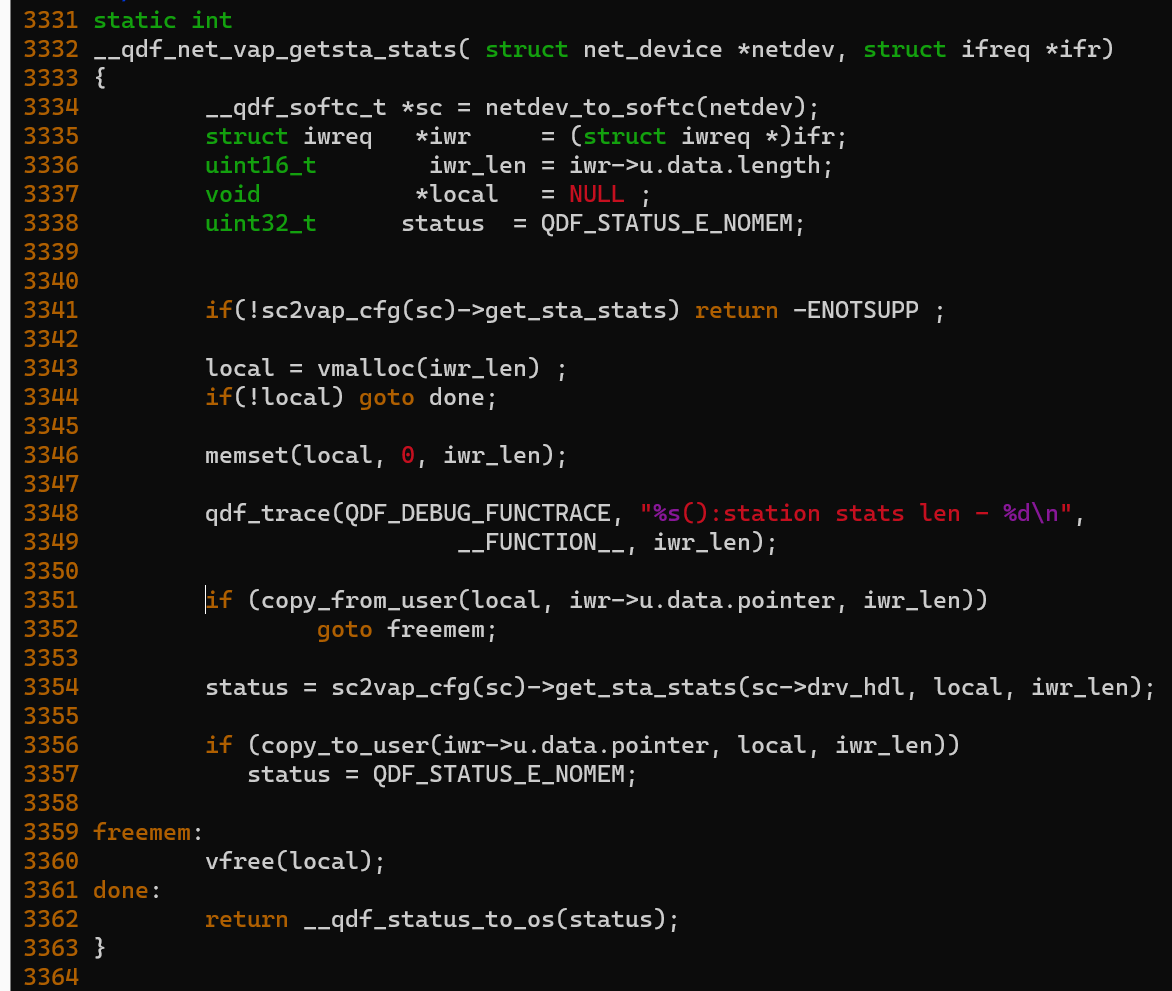 3331 static int
3332 __qdf_net_vap_getsta_stats( struct net_device *netdev, struct ifreq *ifr)
3333 {
3334         __qdf_softc_t *sc = netdev_to_softc(netdev);
3335         struct iwreq   *iwr     = (struct iwreq *)ifr;
3336         uint16_t        iwr_len = iwr->u.data.length;
3337         void           *local   = NULL ;
3338         uint32_t      status  = QDF_STATUS_E_NOMEM;
3339
3340
3341         if(!sc2vap_cfg(sc)->get_sta_stats) return -ENOTSUPP ;
3342
3343         local = vmalloc(iwr_len) ;
3344         if(!local) goto done;
3345
3346         memset(local, 0, iwr_len);
3347
3348         qdf_trace(QDF_DEBUG_FUNCTRACE, "%s():station stats len - %d\n",
3349                           __FUNCTION__, iwr_len);
3350
3351         if (copy_from_user(local, iwr->u.data.pointer, iwr_len))
3352                 goto freemem;
3353
3354         status = sc2vap_cfg(sc)->get_sta_stats(sc->drv_hdl, local, iwr_len);
3355
3356         if (copy_to_user(iwr->u.data.pointer, local, iwr_len))
3357            status = QDF_STATUS_E_NOMEM;
3358
3359 freemem:
3360         vfree(local);
3361 done:
3362         return __qdf_status_to_os(status);
3363 }
3364